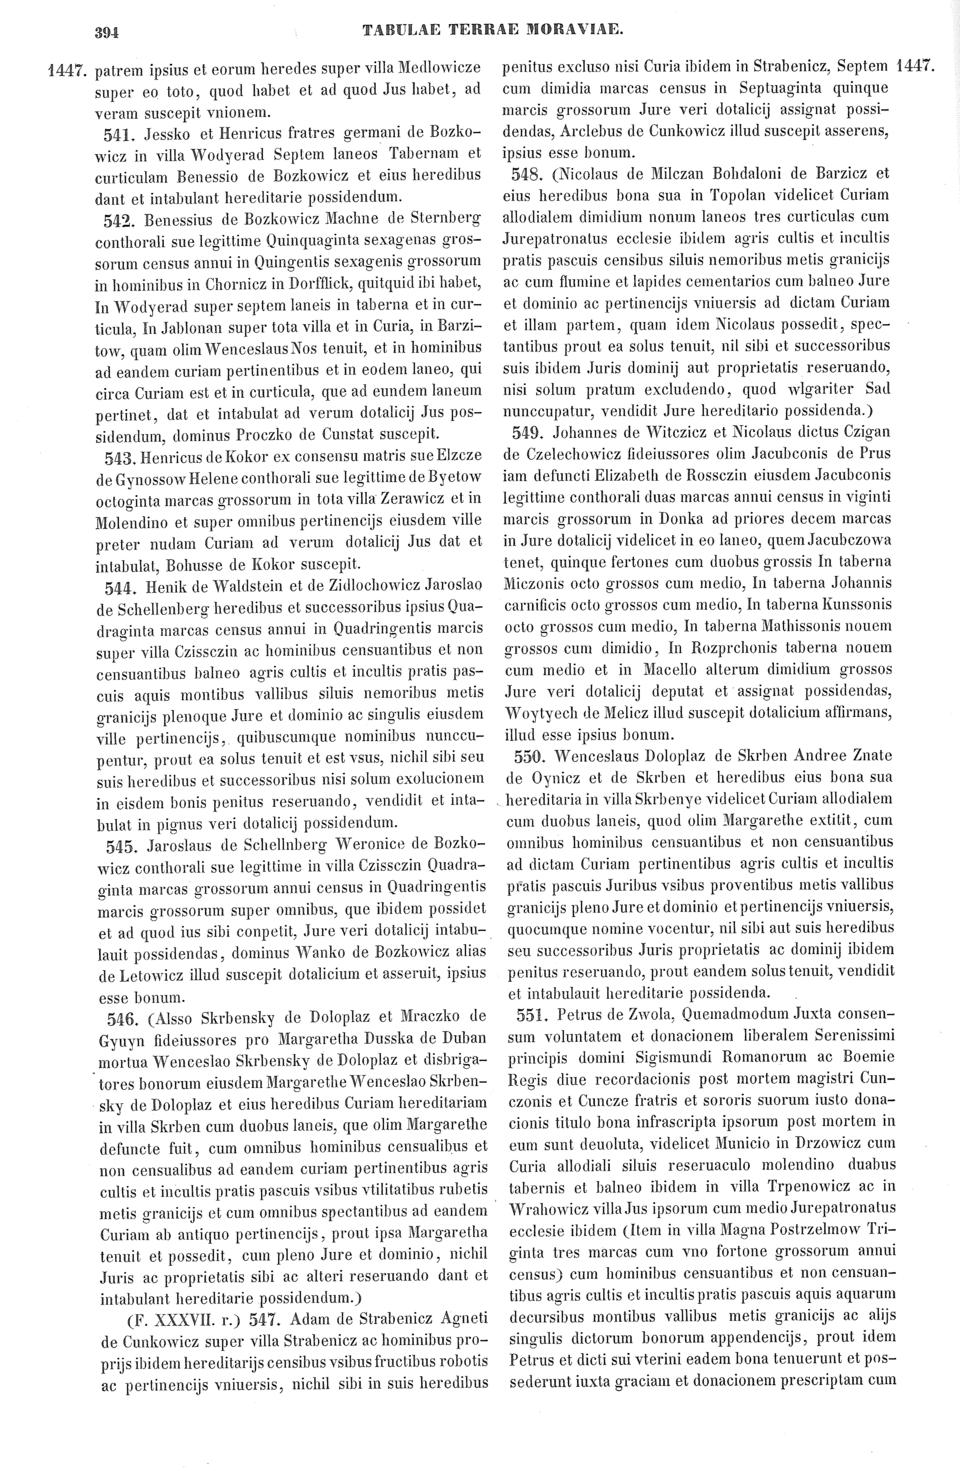 394
TABULAE TERRAE MORAVIAE.
1447. patrem ipsius et eorum heredes super villa Medlowicze
super eo toto, quod habet et ad quod Jus habet, ad
veram suscepit vnionem.
541. Jessko et Henricus fratres germani de Bozko-
wicz in villa Wodyerad Septem laneos Tabernam et
curticulam Benessio de Bozkowicz et eius heredibus
dant et intabulant hereditarie possidendum.
542. Benessius de Bozkowicz Machne de Sternberg
conthorali sue legittime Quinquaginta sexagenas gros-
sorum census annui in Quingentis sexagenis grossorum
in hominibus in Chornicz in Dorfflick, quitquid ibi habet,
In Wodyerad super septem laneis in taberna et in cur-
ticula, In Jablonan super tota villa et in Curia, in Barzi-
tow, quam olim Wenceslaus Nos tenuit, et in hominibus
ad eandem curiam pertinentibus et in eodem laneo, qui
circa Curiam est et in curticula, que ad eundem laneum
pertinet, dat et intabulat ad verum dotalicij Jus pos-
sidendum, dominus Proczko de Cunstat suscepit.
543. Henricus de Kokor ex consensu matris sue Elzcze
de Gynossow Helene conthorali sue legittime de Byetow
octoginta marcas grossorum in tota villa Zerawicz et in
Molendino et super omnibus pertinencijs eiusdem ville
preter nudam Curiam ad verum dotalicij Jus dat et
intabulat, Bohusse de Kokor suscepit.
544. Henik de Waldstein et de Zidlochowicz Jaroslao
de Schellenberg heredibus et successoribus ipsius Qua-
draginta marcas census annui in Quadringentis marcis
super villa Czissczin ac hominibus censuantibus et non
censuantibus balneo agris cultis et incultis pratis pas-
cuis aquis montibus vallibus siluis nemoribus metis
granicijs plenoque Jure et dominio ac singulis eiusdem
ville pertinencijs, quibuscumque nominibus nunccu-
pentur, prout ea solus tenuit et est vsus, nichil sibi seu
suis heredibus et successoribus nisi solum exolucionem
in eisdem bonis penitus reseruando, vendidit et inta-
bulat in pignus veri dotalicij possidendum.
545. Jaroslaus de Schellnberg Weronice de Bozko-
wicz conthorali sue legittime in villa Czissczin Quadra-
ginta marcas grossorum annui census in Quadringentis
marcis grossorum super omnibus, que ibidem possidet
et ad quod ius sibi conpetit, Jure veri dotalicij intabu-
lauit possidendas, dominus Wanko de Bozkowicz alias
de Letowicz illud suscepit dotalicium et asseruit, ipsius
esse bonum.
546. (Alsso Skrbensky de Doloplaz et Mraczko de
Gyuyn fideiussores pro Margaretha Dusska de Duban
mortua Wenceslao Skrbensky de Doloplaz et disbriga-
tores bonorum eiusdem Margarethe Wenceslao Skrben-
sky de Doloplaz et eius heredibus Curiam hereditariam
in villa Skrben cum duobus laneis, que olim Margarethe
defuncte fuit, cum omnibus hominibus censualibus et
non censualibus ad eandem curiam pertinentibus agris
cultis et incultis pratis pascuis vsibus vtilitatibus rubetis
metis granicijs et cum omnibus spectantibus ad eandem
Curiam ab antiquo pertinencijs, prout ipsa Margaretha
tenuit et possedit, cum pleno Jure et dominio, nichil
Juris ac proprietatis sibi ac alteri reseruando dant et
intabulant hereditarie possidendum.)
(F. XXXVII. r.) 547. Adam de Strabenicz Agneti
de Cunkowicz super villa Strabenicz ac hominibus pro-
prijs ibidem hereditarijs censibus vsibus fructibus robotis
ac pertinencijs vniuersis, nichil sibi in suis heredibus
penitus excluso nisi Curia ibidem in Strabenicz, Septem 1447.
cum dimidia marcas census in Septuaginta quinque
marcis grossorum Jure veri dotalicij assignat possi-
dendas, Arclebus de Cunkowicz illud suscepit asserens,
ipsius esse bonum.
548. (Nicolaus de Milczan Bohdaloni de Barzicz et
eius heredibus bona sua in Topolan videlicet Curiam
allodialem dimidium nonum laneos tres curticulas cum
Jurepatronatus ecclesie ibidem agris cultis et incultis
pratis pascuis censibus siluis nemoribus metis granicijs
ac cum flumine et lapides cementarios cum balneo Jure
et dominio ac pertinencijs vniuersis ad dictam Curiam
et illam partem, quam idem Nicolaus possedit, spec-
tantibus prout ea solus tenuit, nil sibi et successoribus
suis ibidem Juris dominij aut proprietatis reseruando,
nisi solum pratum excludendo, quod wlgariter Sad
nunccupatur, vendidit Jure hereditario possidenda.)
549. Johannes de Witczicz et Nicolaus dictus Czigan
de Czelechowicz fideiussores olim Jacubconis de Prus
iam defuncti Elizabeth de Rossczin eiusdem Jacubconis
legittime conthorali duas marcas annui census in viginti
marcis grossorum in Donka ad priores decem marcas
in Jure dotalicij videlicet in eo laneo, quem Jacubczowa
tenet, quinque fertones cum duobus grossis In taberna
Miczonis octo grossos cum medio, In taberna Johannis
carnificis octo grossos cum medio, In taberna Kunssonis
octo grossos cum medio, In taberna Mathissonis nouem
grossos cum dimidio, In Rozprchonis taberna nouem
cum medio et in Macello alterum dimidium grossos
Jure veri dotalicij deputat et assignat possidendas,
Woytyech de Melicz illud suscepit dotalicium affirmans,
illud esse ipsius bonum.
550. Wenceslaus Doloplaz de Skrben Andree Znate
de Oynicz et de Skrben et heredibus eius bona sua
hereditaria in villa Skrbenye videlicet Curiam allodialem
cum duobus laneis, quod olim Margarethe extitit, cum
omnibus hominibus censuantibus et non censuantibus
ad dictam Curiam pertinentibus agris cultis et incultis
pratis pascuis Juribus vsibus proventibus metis vallibus
granicijs pleno Jure et dominio et pertinencijs vniuersis,
quocumque nomine vocentur, nil sibi aut suis heredibus
seu successoribus Juris proprietatis ac dominij ibidem
penitus reseruando, prout eandem solus tenuit, vendidit
et intabulauit hereditarie possidenda.
551. Petrus de Zwola, Quemadmodum Juxta consen-
sum voluntatem et donacionem liberalem Serenissimi
principis domini Sigismundi Romanorum ac Boemie
Regis diue recordacionis post mortem magistri Cun-
czonis et Cuncze fratris et sororis suorum iusto dona-
cionis titulo bona infrascripta ipsorum post mortem in
eum sunt deuoluta, videlicet Municio in Drzowicz cum
Curia allodiali siluis reseruaculo molendino duabus
tabernis et balneo ibidem in villa Trpenowicz ac in
Wrahowicz villa Jus ipsorum cum medio Jurepatronatus
ecclesie ibidem (Item in villa Magna Postrzelmow Tri-
ginta tres marcas cum vno fortone grossorum annui
census) cum hominibus censuantibus et non censuan-
tibus agris cultis et incultis pratis pascuis aquis aquarum
decursibus montibus vallibus metis granicijs ac alijs
singulis dictorum bonorum appendencijs, prout idem
Petrus et dicti sui vterini eadem bona tenuerunt et pos-
sederunt iuxta graciam et donacionem prescriptam cum